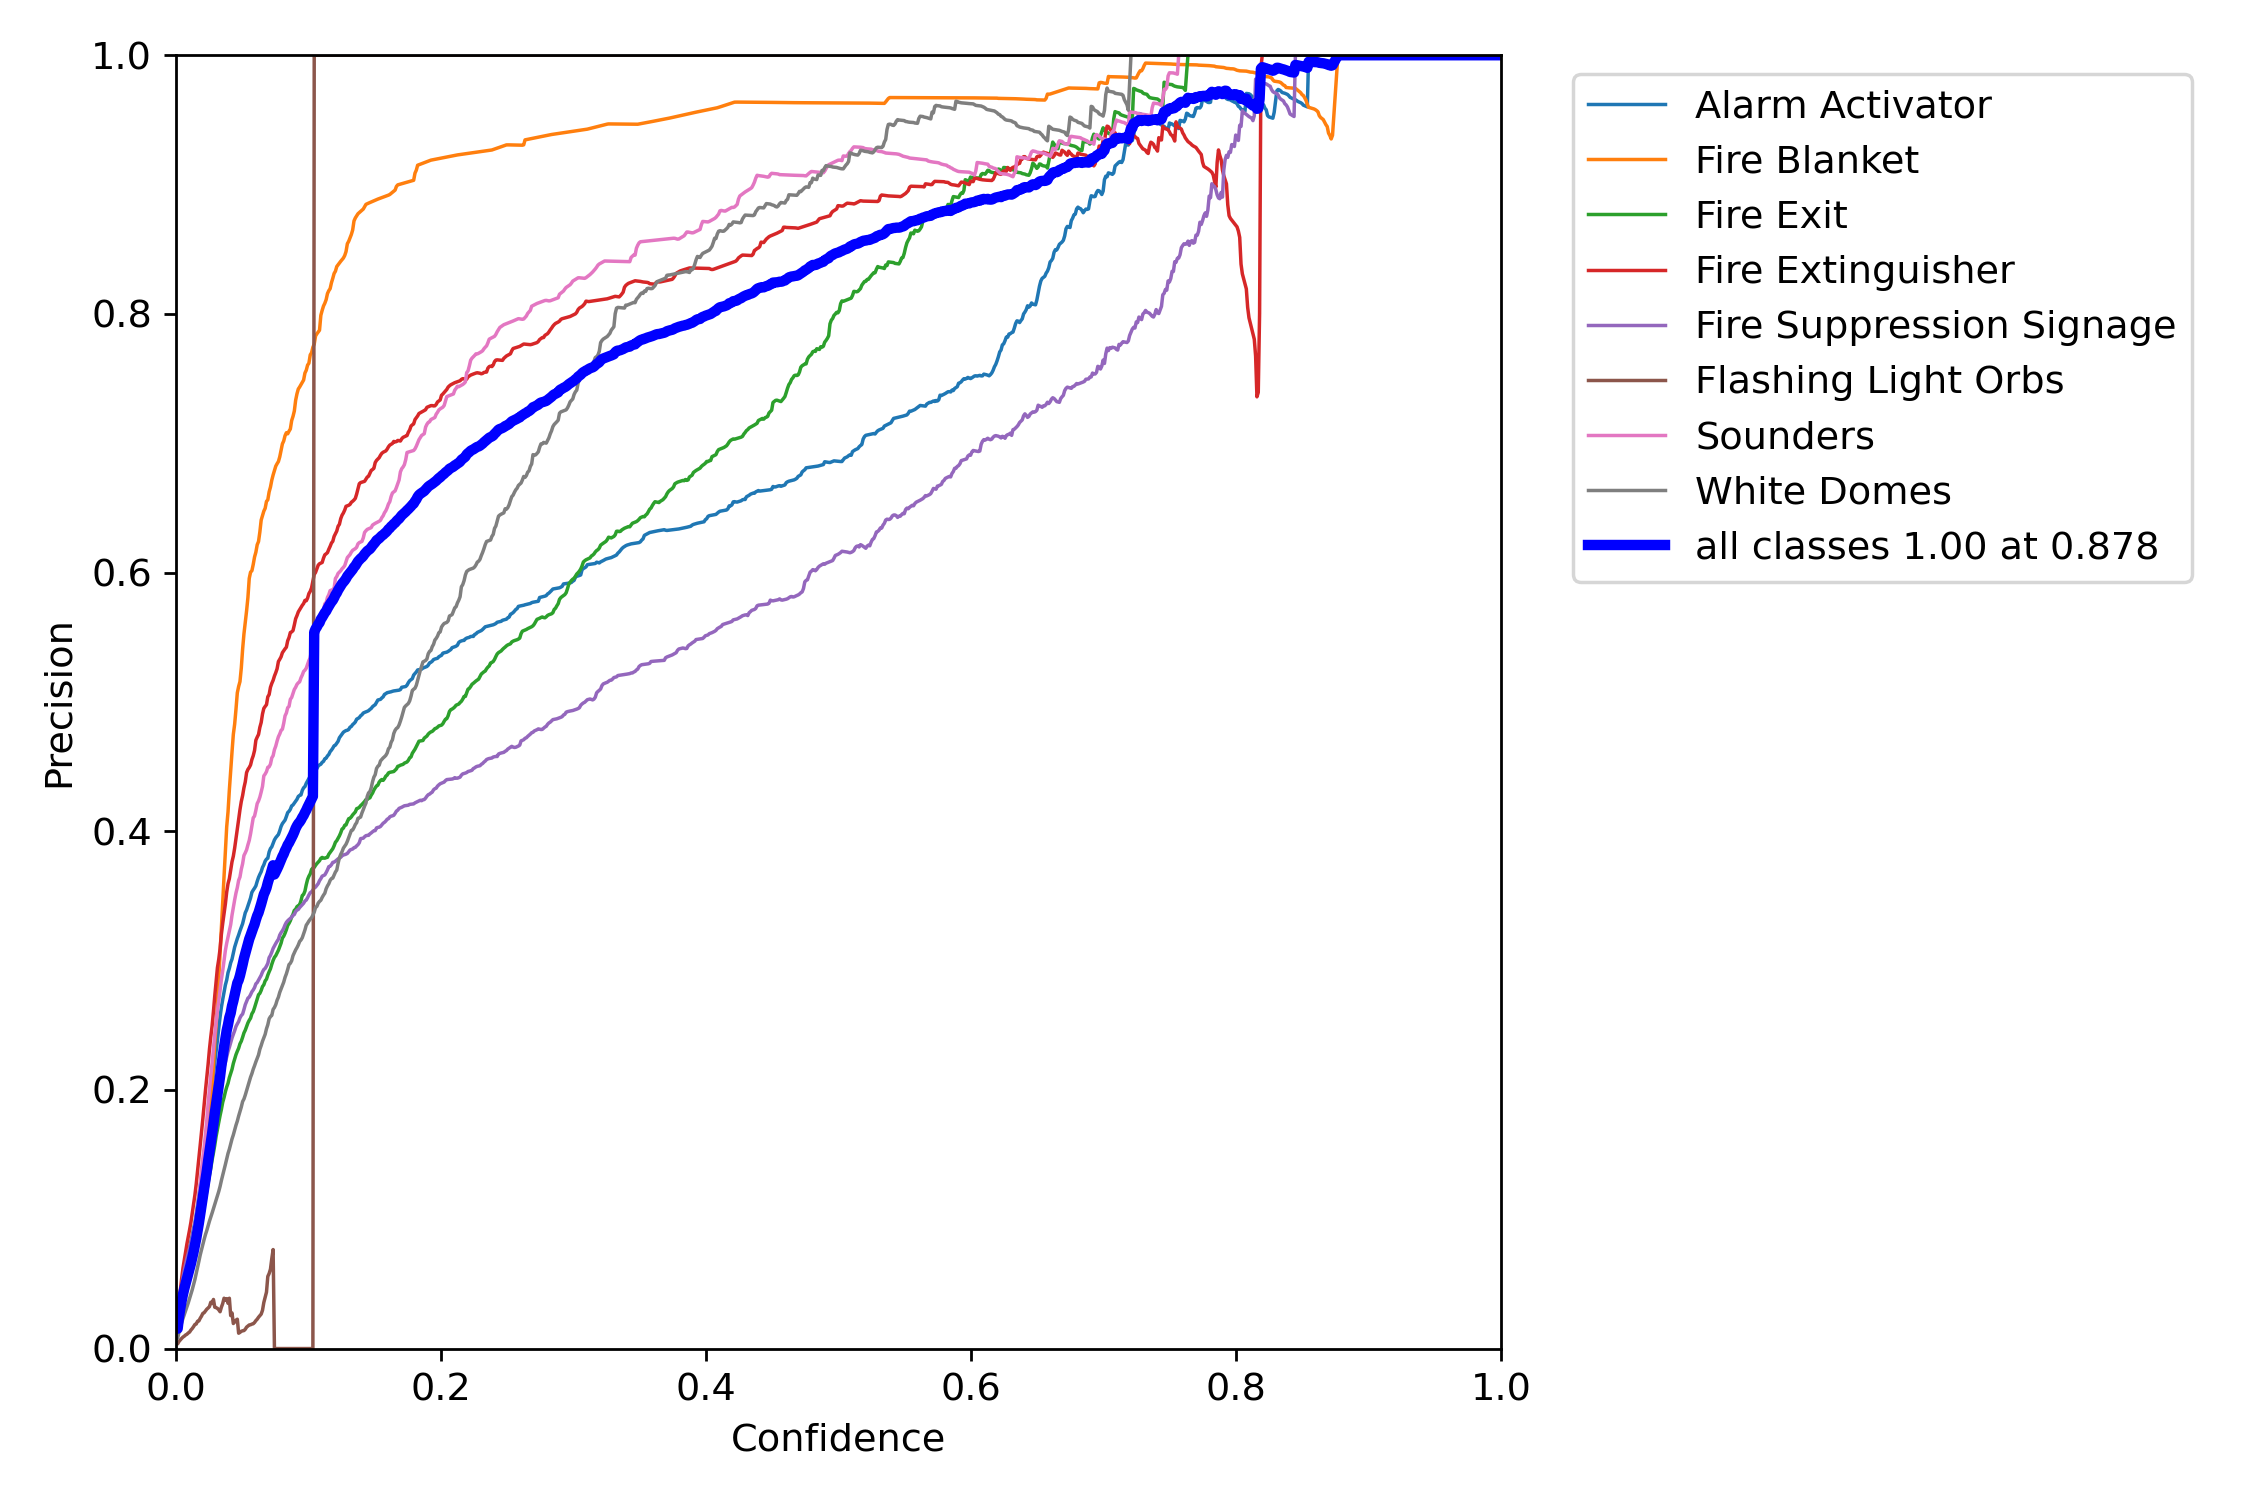 1.0
0.8
0.6
0.4
0.2
0.0
Precision
0.0 0.2 0.4 0.6 0.8 1.0
Confidence
Alarm Activator
Fire Blanket
Fire Exit
Fire Extinguisher
Fire Suppression Signage
Flashing Light Orbs
Sounders
White Domes
all classes 1.00 at 0.878